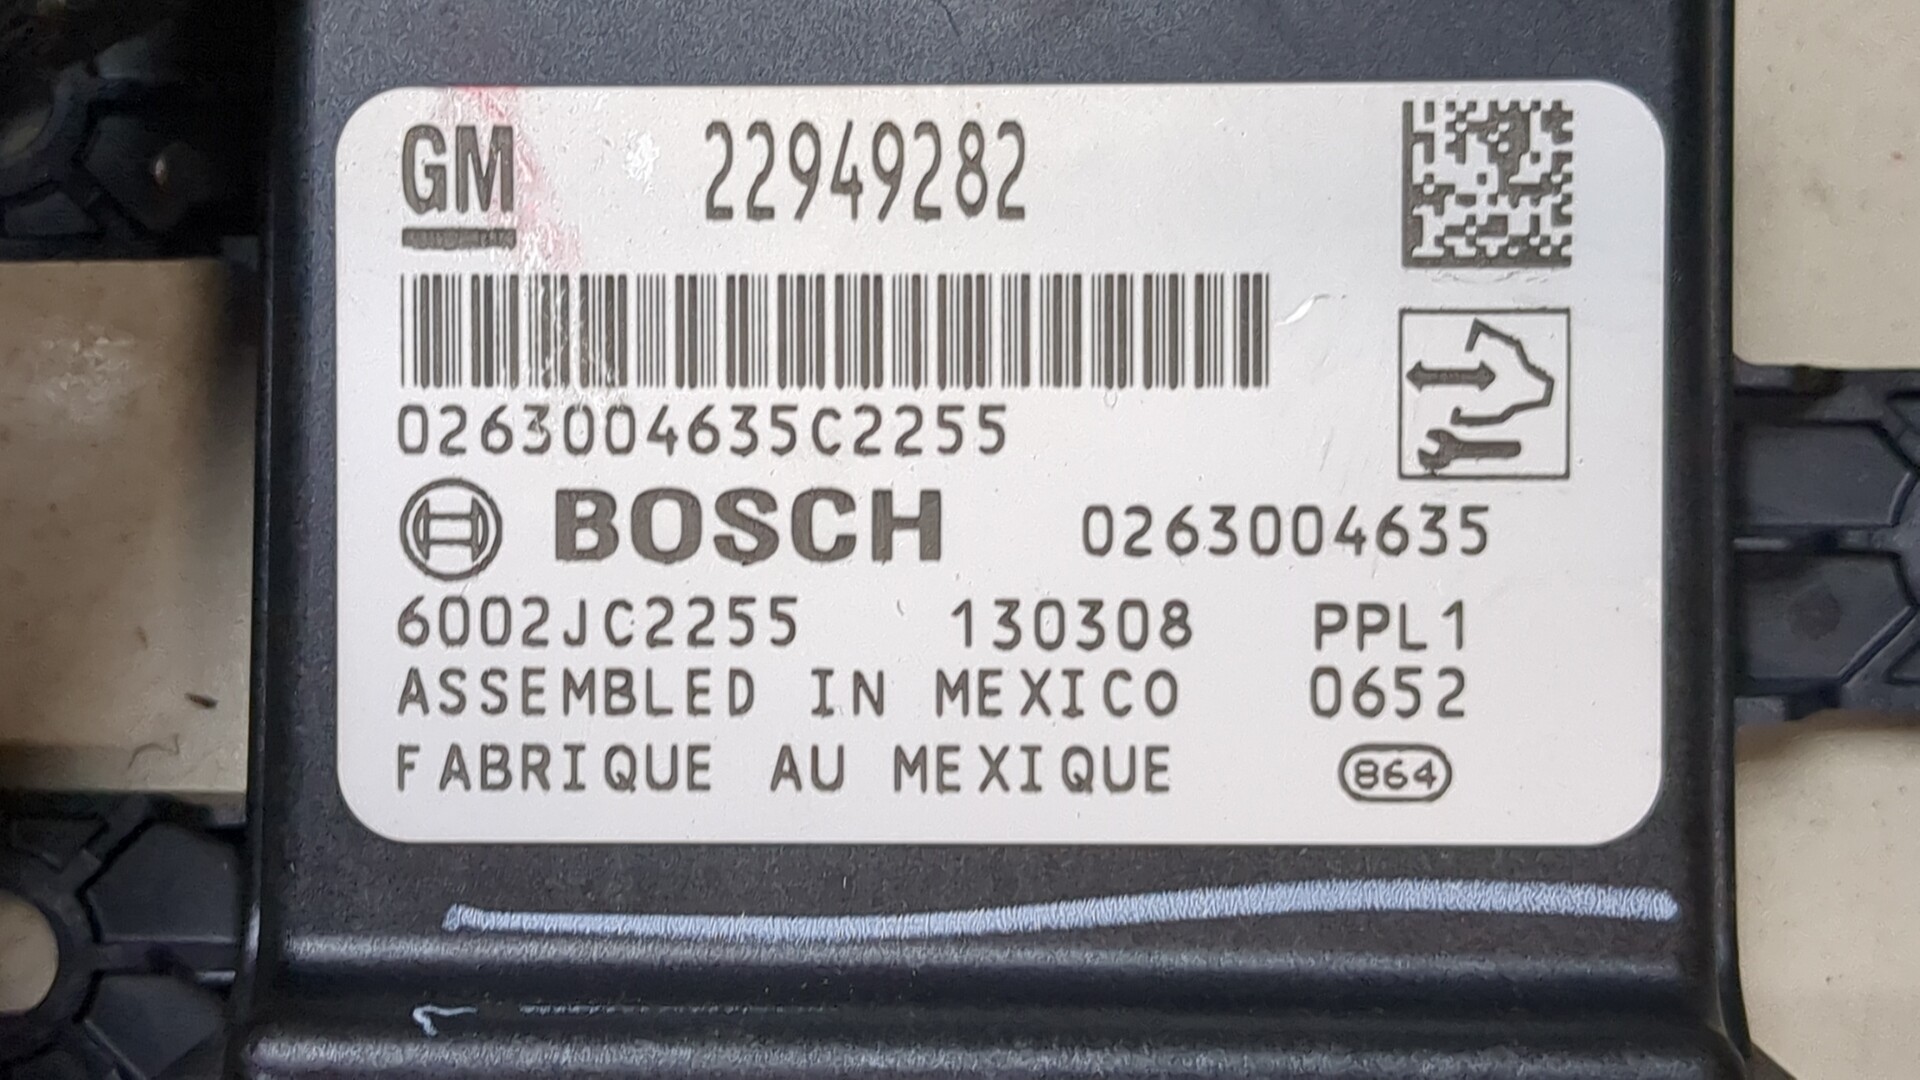 GM 22949282
0263004635C2255
BOSCH 0263004635
6002JC2255 130308 PPL1
ASSEMBLED IN MEXICO 0652
FABRIQUE AU MEXIQUE 864